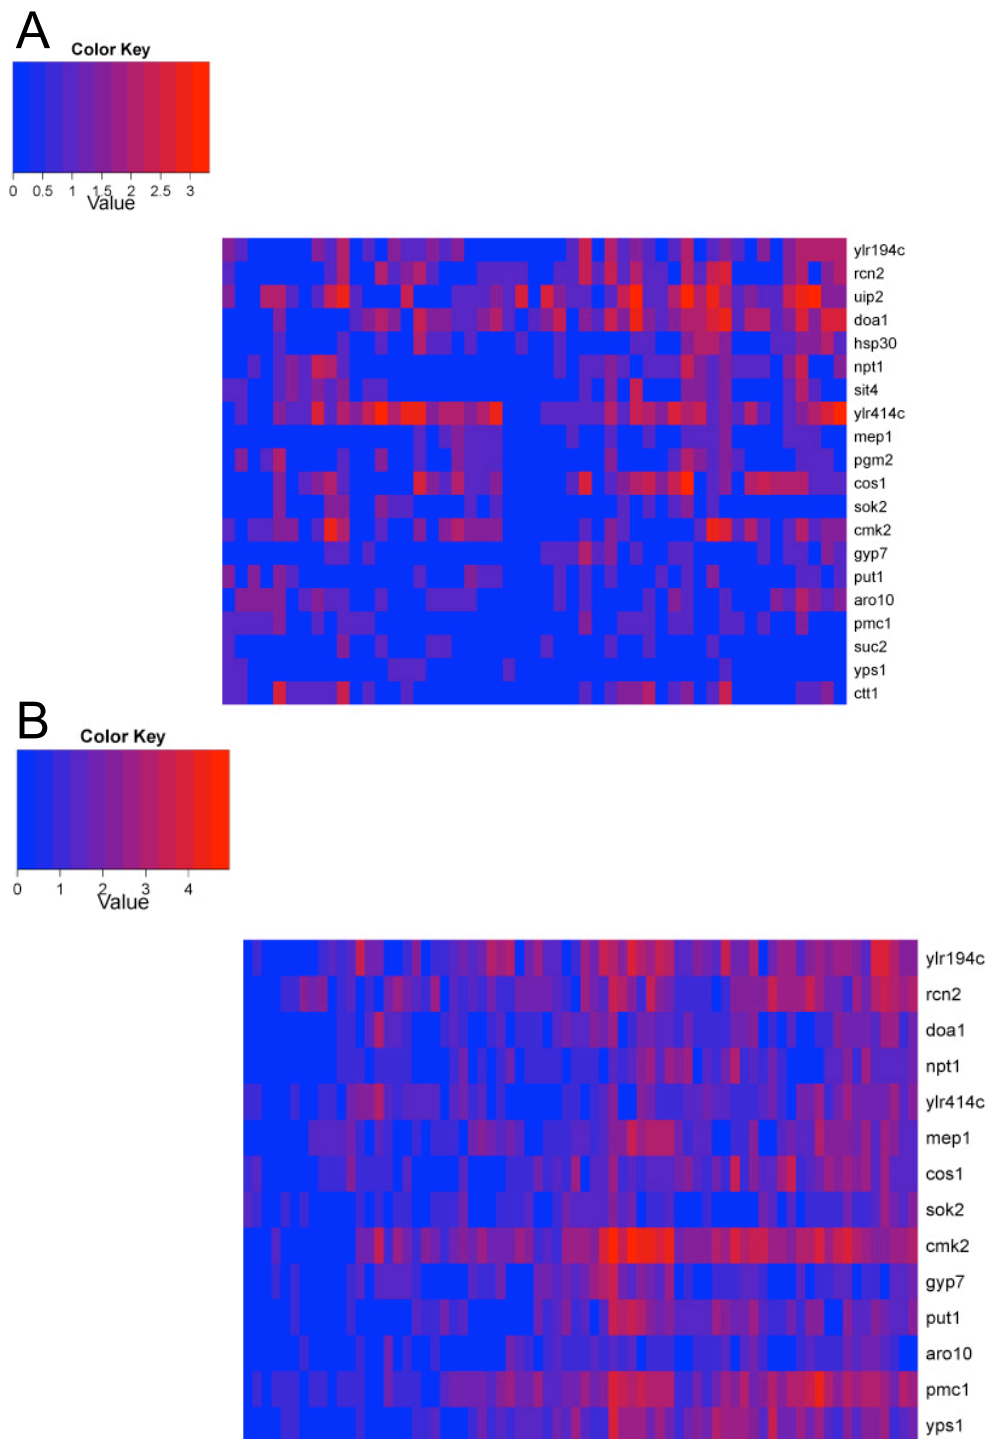 A
Color Key
0 0.5 1 1.5 2 2.5 3
Value
ylr194c
rcn2
uip2
doa1
hsp30
npt1
sit4
ylr414c
mep1
pgm2
cos1
sok2
cmk2
gyp7
put1
aro10
pmc1
suc2
yps1
ctt1
B
Color Key
0 1 2 3 4
Value
ylr194c
rcn2
doa1
npt1
ylr414c
mep1
cos1
sok2
cmk2
gyp7
put1
aro10
pmc1
yps1